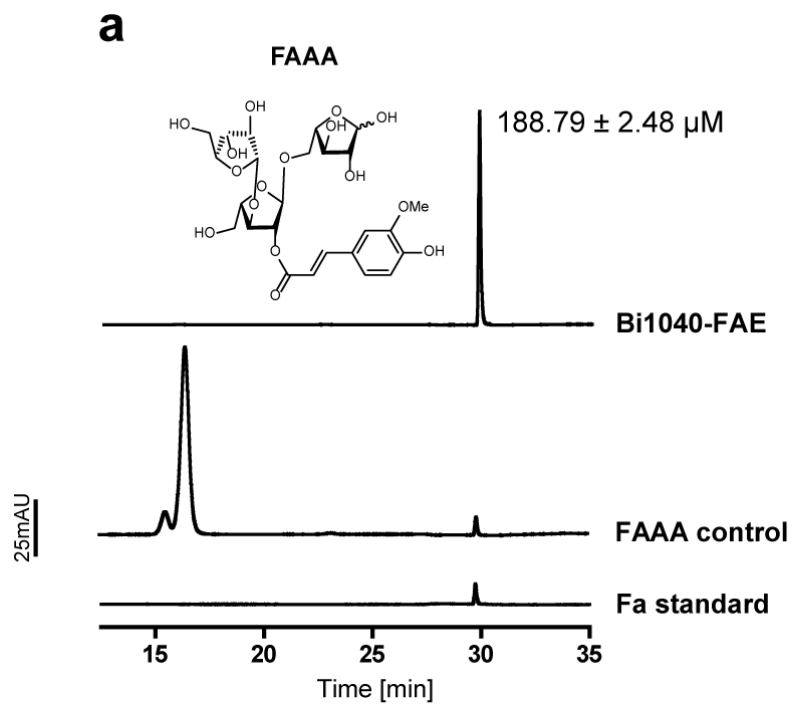 a
FAAA
OH
HO
OH
O
O
OH
OH
O
OH
OH
O
O
O
HO
OMe
OH
O
O
188.79 ± 2.48 µM
Bi1040-FAE
25mAU
FAAA control
Fa standard
15 20 25 30 35
Time [min]